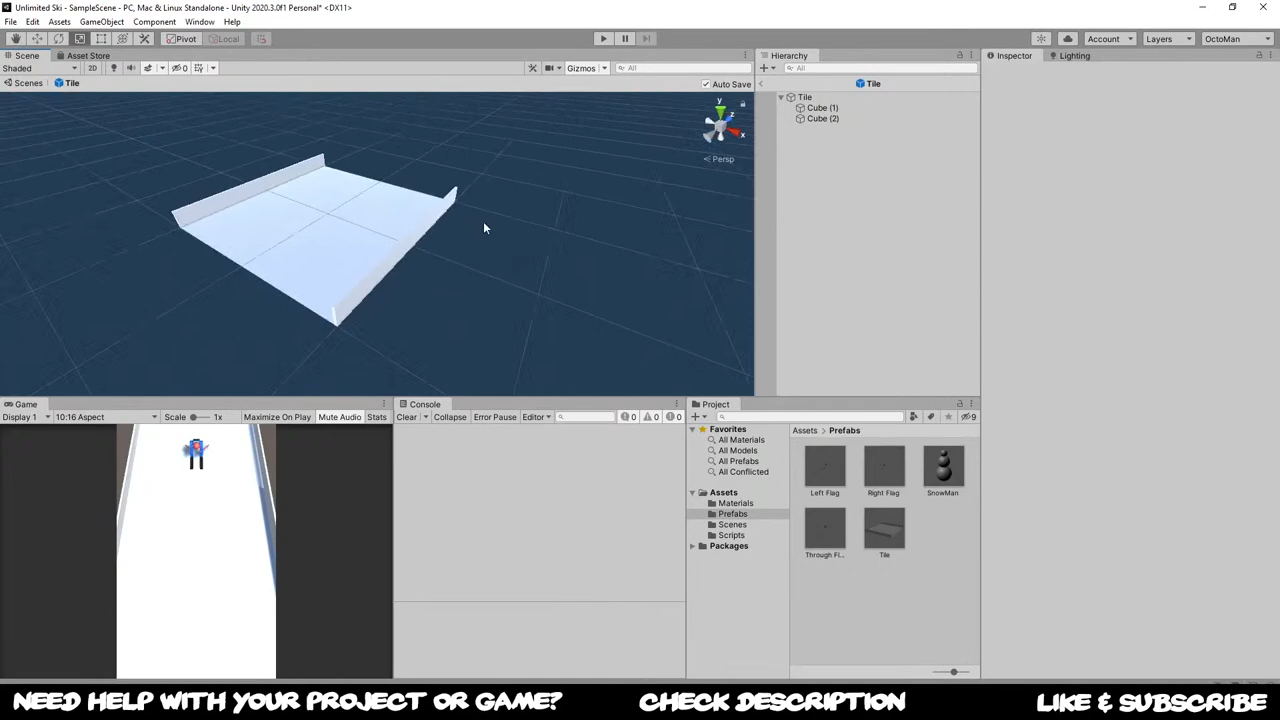 Unlimited Ski - SampleScene - PC, Mac & Linux Standalone - Unity 2020.3.0f1 Personal* <DX11>
File Edit Assets GameObject Component Window Help
Pivot Local Account Layers OctoMan
Scene Asset Store Hierarchy Inspector Lighting
Shaded 2D 0 Gizmos All All
Scenes Tile Auto Save Tile
Tile
Cube (1)
Cube (2)
y
z
x
Persp
Game Console Project
Display 1 10:16 Aspect Scale 1x Maximize On Play Mute Audio Stats Clear Collapse Error Pause Editor 0 0 0 9
Favorites
All Materials
All Models
All Prefabs
All Conflicted
Assets
Materials
Prefabs
Scenes
Scripts
Packages
Assets > Prefabs
Left Flag Right Flag SnowMan
Through Fl... Tile
NEED HELP WITH YOUR PROJECT OR GAME? CHECK DESCRIPTION LIKE & SUBSCRIBE